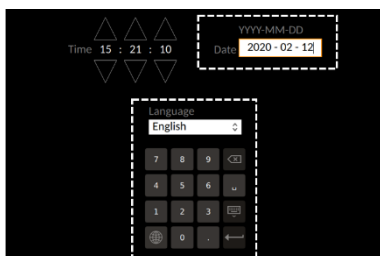 YYYY-MM-DD
Time 15 : 21 : 10
Date 2020 - 02 - 12
Language
English
7 8 9
4 5 6
1 2 3
0 .